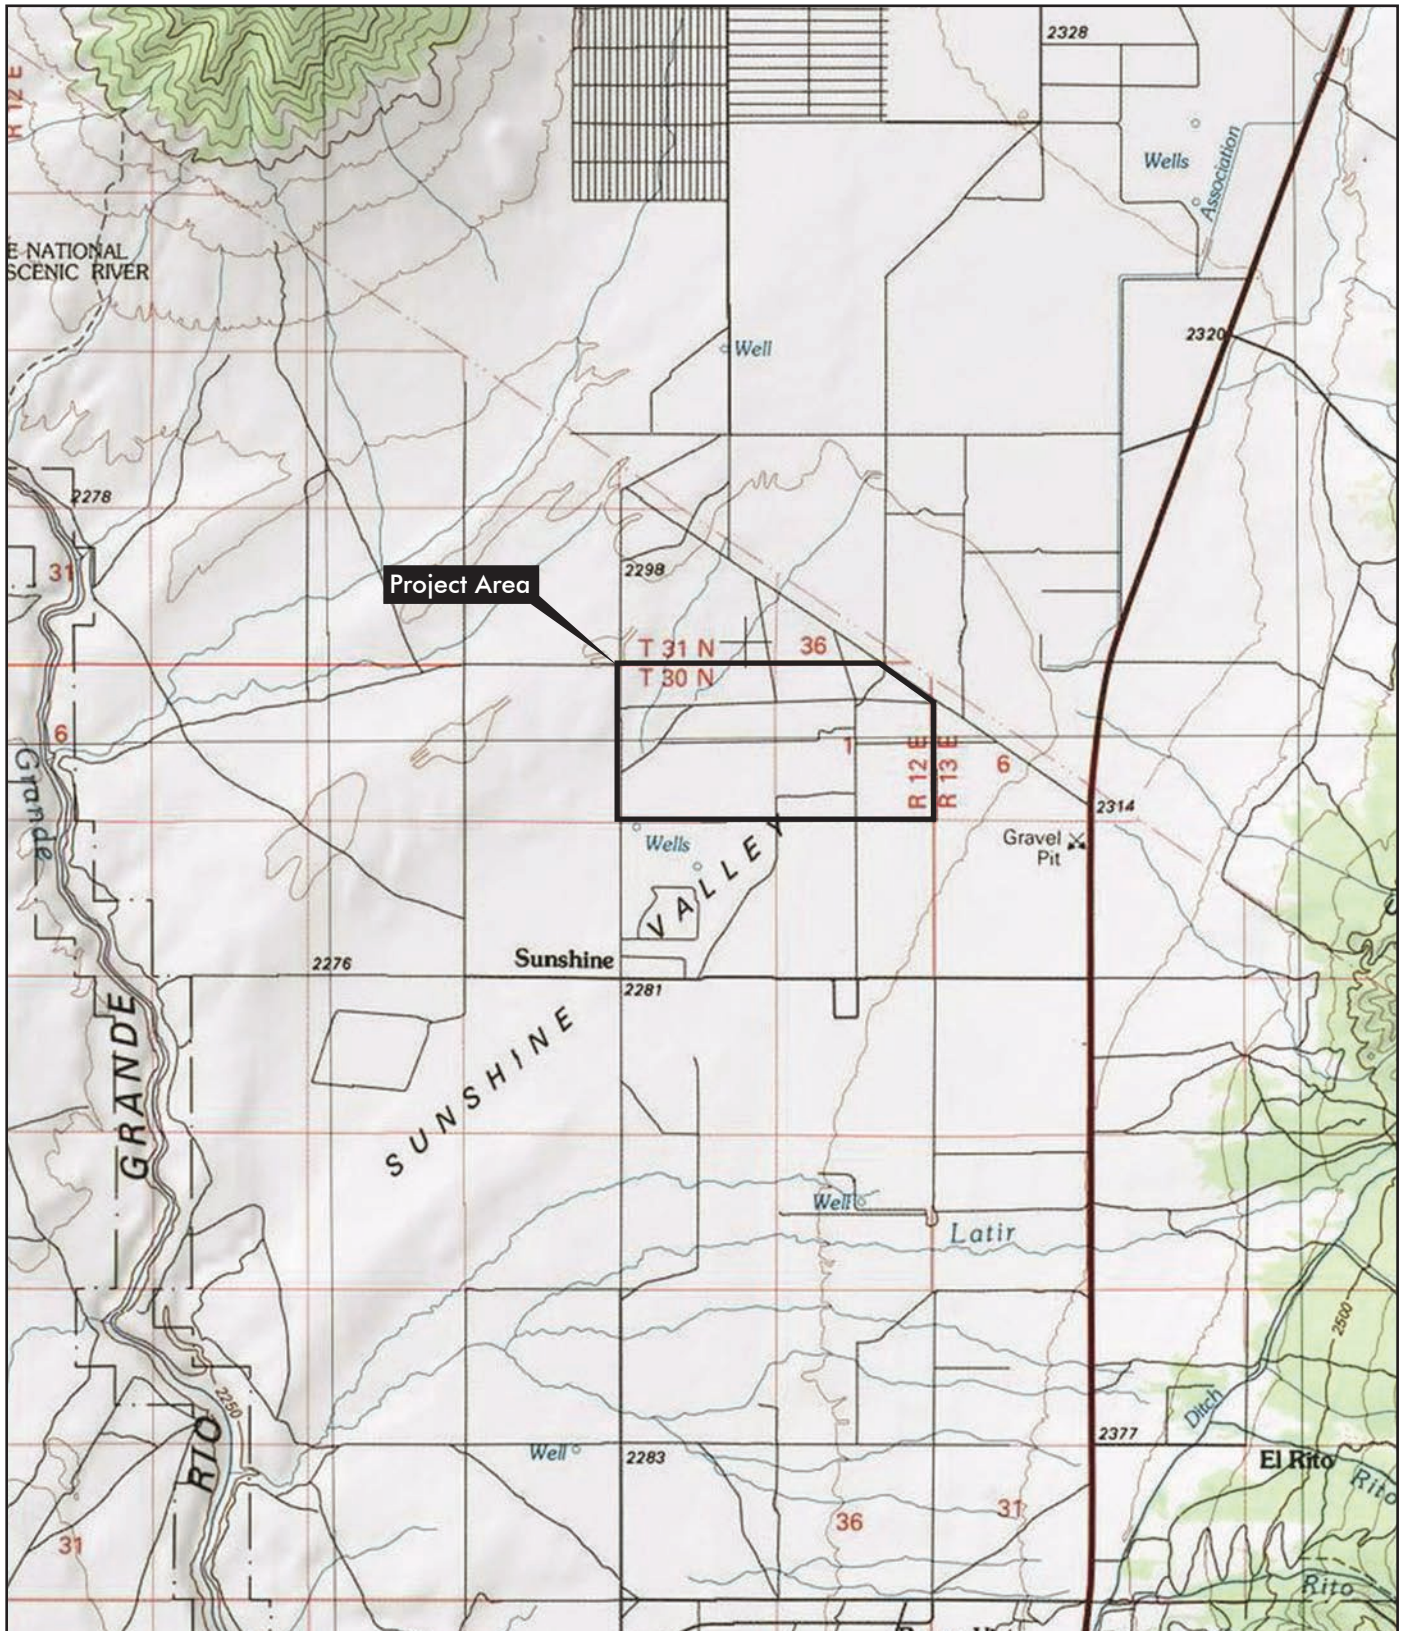 2328
R 12 E
Wells
Association
E NATIONAL
SCENIC RIVER
2320
Well
2278
31
2298
Project Area
T 31 N
36
T 30 N
6
1
R 12 E
R 13 E
6
Grande
2314
Gravel
Pit
Wells
VALLEY
Sunshine
2276
2281
SUNSHINE
GRANDE
Well
Latir
2500
2250
Ditch
RIO
2377
Well
2283
El Rito
Rito
36
31
31
Rito